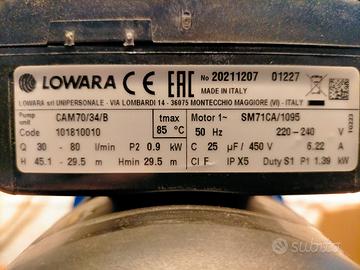 LOWARA CE EAC No 20211207 01227
MADE IN ITALY
LOWARA srl UNIPERSONALE - VIA LOMBARDI 14 - 36075 MONTECCHIO MAGGIORE (VI) - ITALY
Pump unit CAM70/34/B tmax Motor 1~ SM71CA/1095
Code 101810010 85 °C 50 Hz 220-240 V
Q 30 - 80 l/min P2 0.9 kW C 25 µF / 450 V 6.22 A
H 45.1 - 29.5 m Hmin 29.5 m Cl F IP X5 Duty S1 P1 1.39 kW
subito